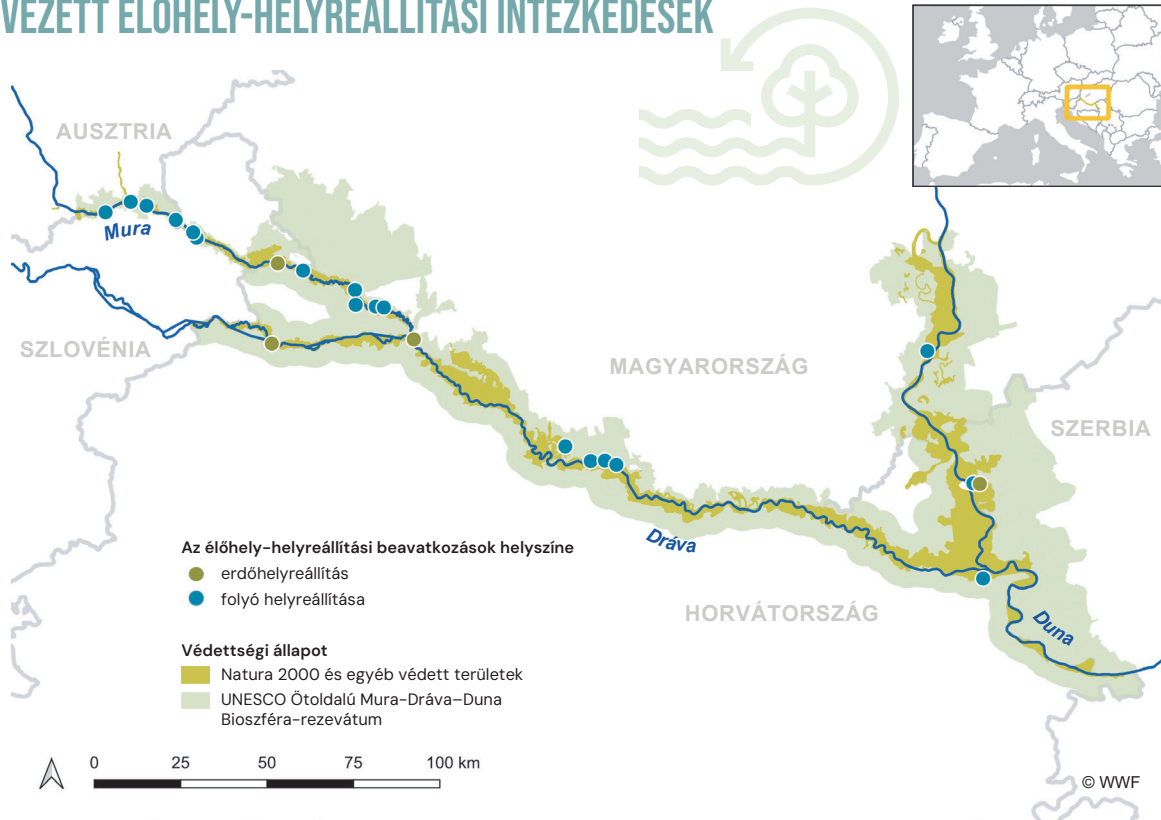 VEZETT ÉLŐHELY-HELYREÁLLÍTÁSI INTÉZKEDÉSEK
AUSZTRIA
Mura
SZLOVÉNIA
MAGYARORSZÁG
SZERBIA
Dráva
HORVÁTORSZÁG
Duna
Az élőhely-helyreállítási beavatkozások helyszíne
erdőhelyreállítás
folyó helyreállítása
Védettségi állapot
Natura 2000 és egyéb védett területek
UNESCO Ötoldalú Mura-Dráva–Duna
Bioszféra-rezevátum
0 25 50 75 100 km
© WWF